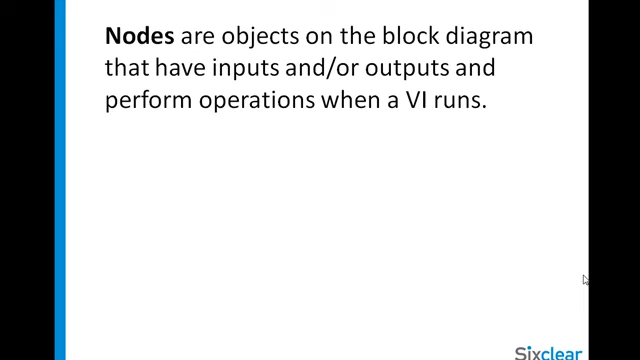 Nodes are objects on the block diagram
that have inputs and/or outputs and
perform operations when a VI runs.
Sixclear